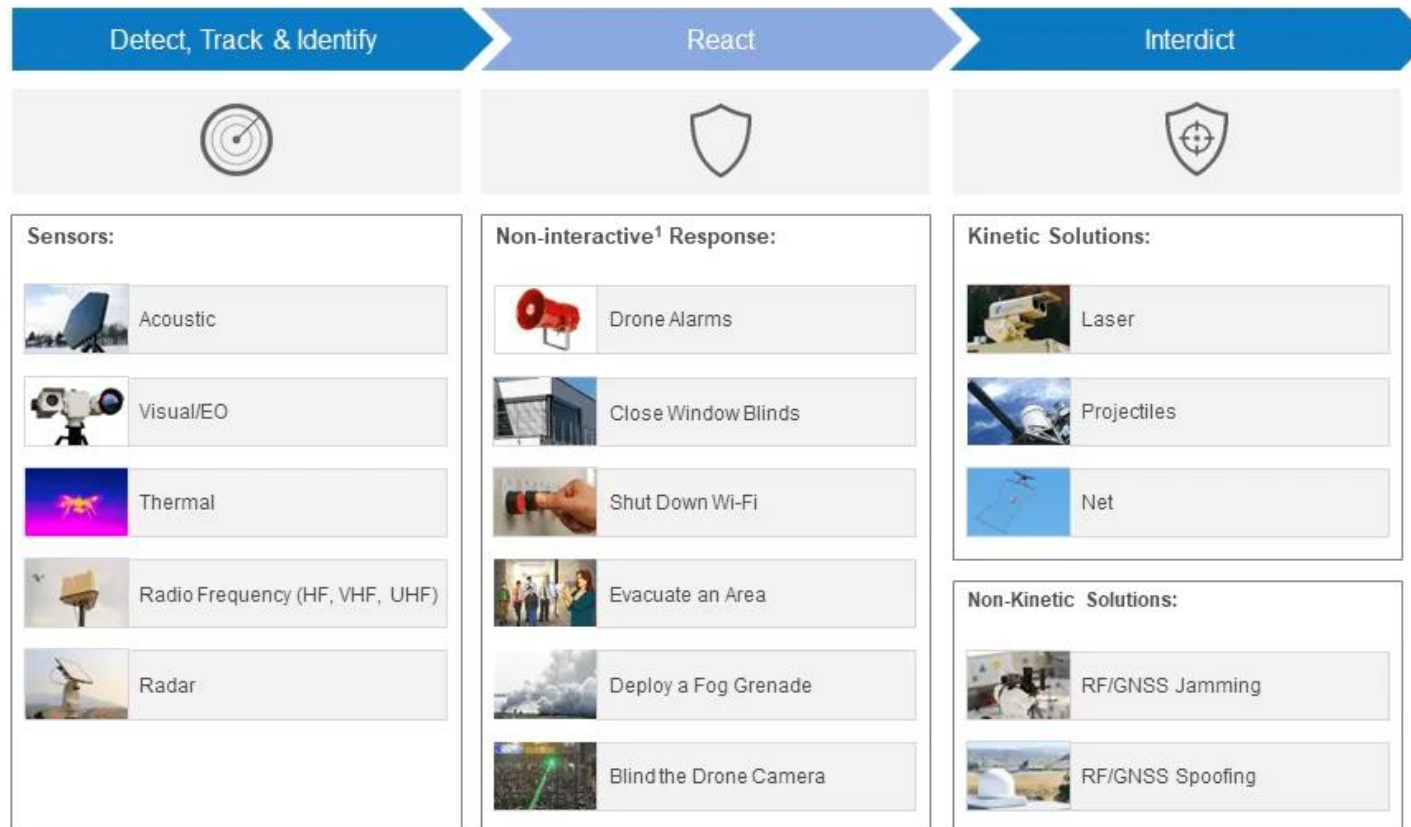 Detect, Track & Identify
React
Interdict
Sensors:
Acoustic
Visual/EO
Thermal
Radio Frequency (HF, VHF, UHF)
Radar
Non-interactive¹ Response:
Drone Alarms
Close Window Blinds
Shut Down Wi-Fi
Evacuate an Area
Deploy a Fog Grenade
Blind the Drone Camera
Kinetic Solutions:
Laser
Projectiles
Net
Non-Kinetic Solutions:
RF/GNSS Jamming
RF/GNSS Spoofing